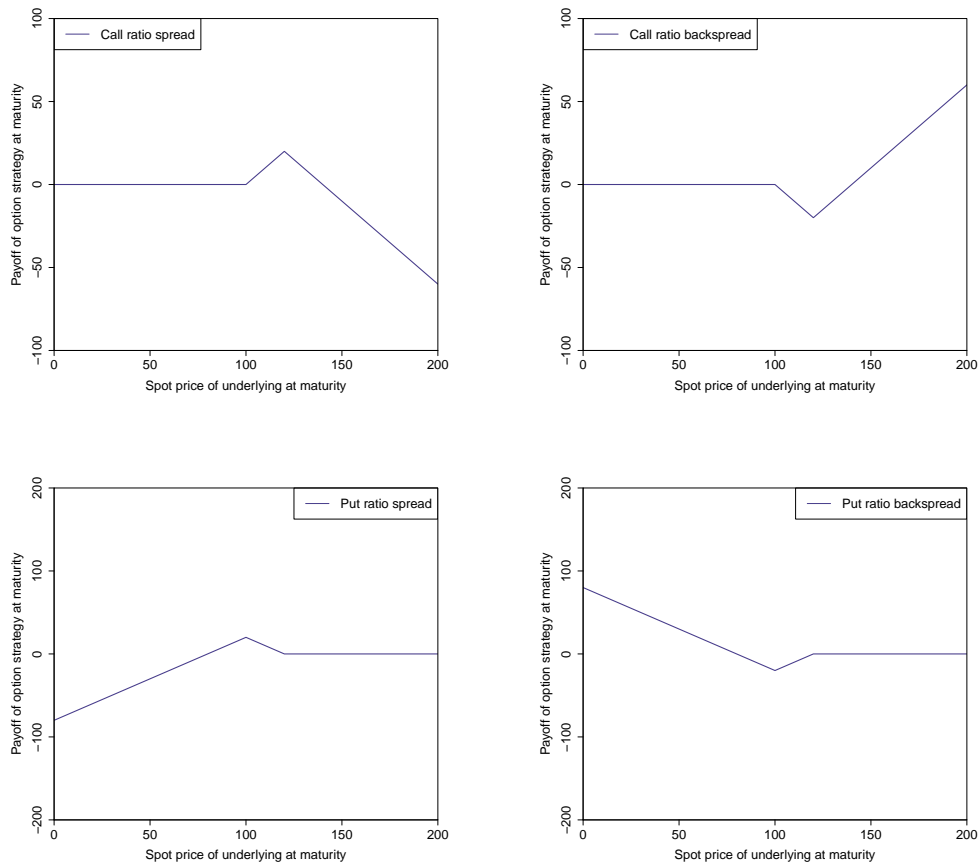 Call ratio spread
100
50
0
−50
−100
Payoff of option strategy at maturity
0 50 100 150 200
Spot price of underlying at maturity
Call ratio backspread
100
50
0
−50
−100
Payoff of option strategy at maturity
0 50 100 150 200
Spot price of underlying at maturity
Put ratio spread
200
100
0
−100
−200
Payoff of option strategy at maturity
0 50 100 150 200
Spot price of underlying at maturity
Put ratio backspread
200
100
0
−100
−200
Payoff of option strategy at maturity
0 50 100 150 200
Spot price of underlying at maturity